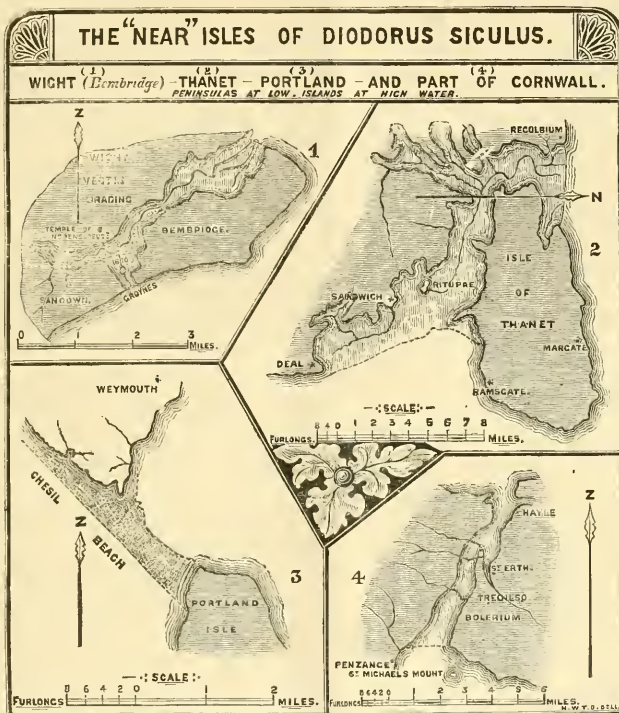 THE "NEAR" ISLES OF DIODORUS SICULUS.
(1) (2) (3) (4)
WIGHT (Bembridge) - THANET - PORTLAND - AND PART OF CORNWALL.
PENINSULAS AT LOW. ISLANDS AT HIGH WATER.
Z
1
WIGHT
BRADING
TEMPLE OF
BEMBRIDGE.
SANDOWN.
GROYNES
0 1 2 3
MILES.
RECOLBIUM
N
2
ISLE
OF
THANET
RITUPAE
SANDWICH
MARGATE.
DEAL
RAMSGATE.
SCALE:
FURLONGS. 8 4 0 1 2 3 4 5 6 7 8 MILES.
WEYMOUTH
CHESIL
BEACH
Z
3
PORTLAND
ISLE
SCALE:
FURLONGS 8 6 4 2 0 1 2 MILES.
4
Z
HAYLE
ST ERTH.
BOLERIUM
PENZANCE
ST MICHAELS MOUNT
FURLONGS 8 6 4 2 0 1 2 3 4 5 6 MILES.